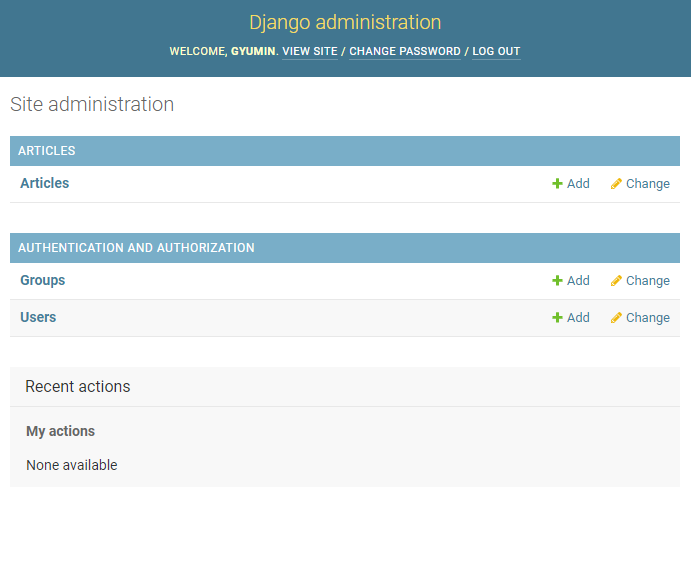 Django administration
WELCOME, GYUMIN. VIEW SITE / CHANGE PASSWORD / LOG OUT
Site administration
ARTICLES
Articles Add Change
AUTHENTICATION AND AUTHORIZATION
Groups Add Change
Users Add Change
Recent actions
My actions
None available